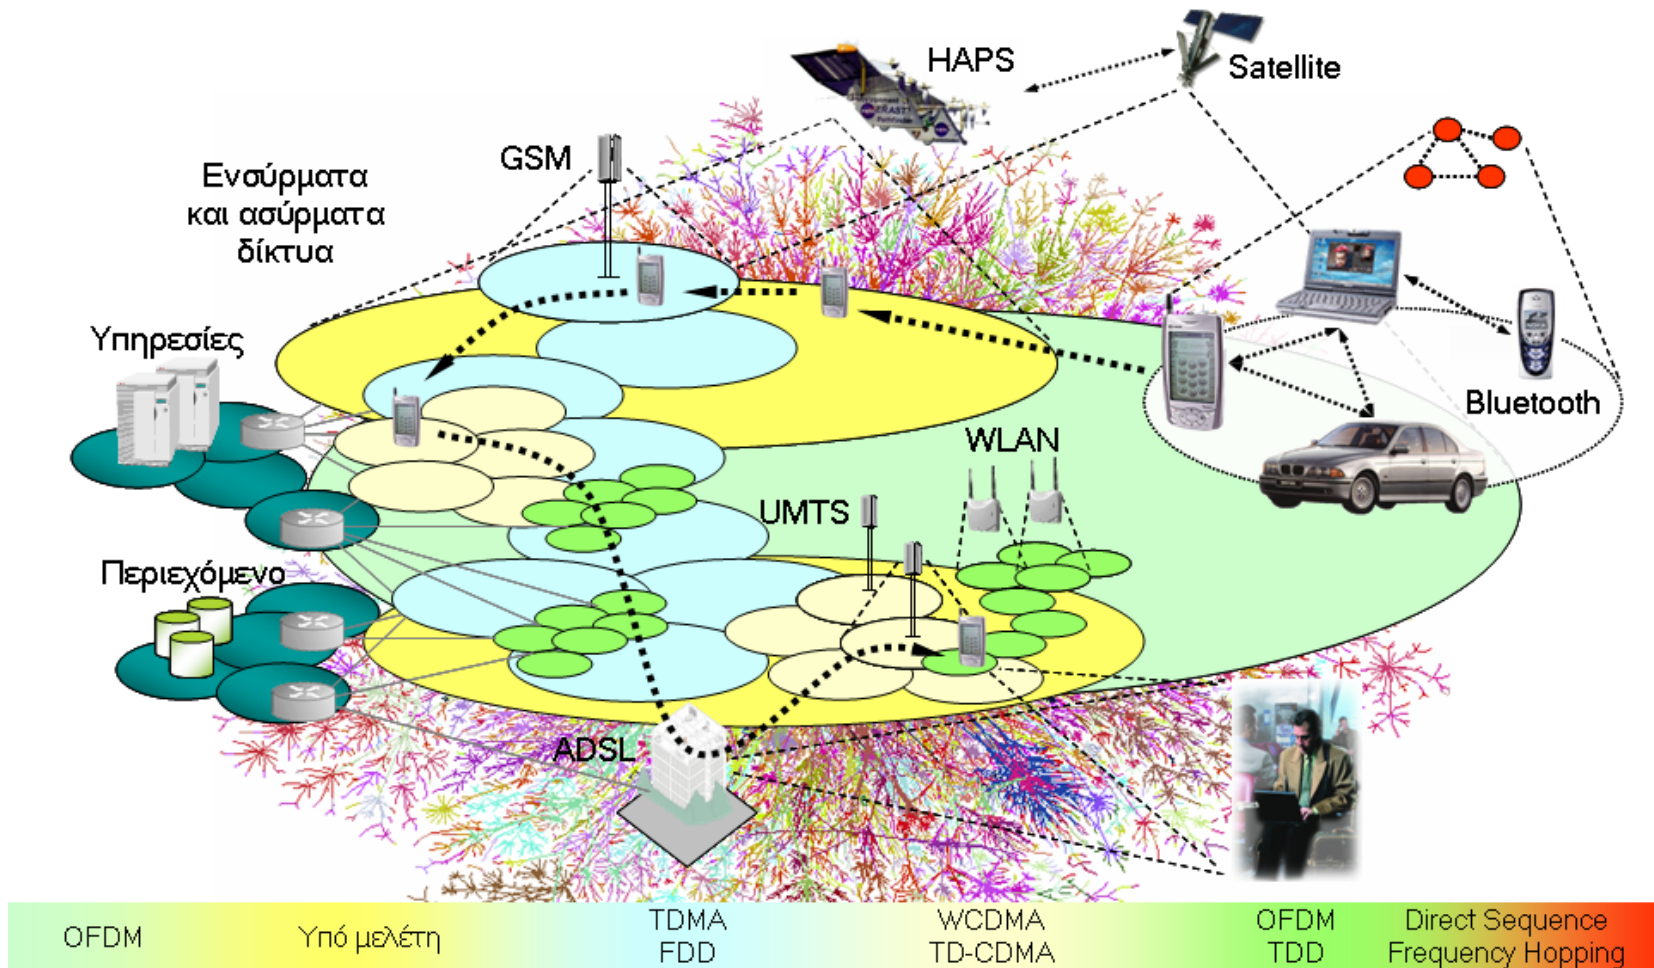 HAPS
Satellite
GSM
Ενσύρματα
και ασύρματα
δίκτυα
Υπηρεσίες
Bluetooth
WLAN
UMTS
Περιεχόμενο
ADSL
OFDM
Υπό μελέτη
TDMA
FDD
WCDMA
TD-CDMA
OFDM
TDD
Direct Sequence
Frequency Hopping